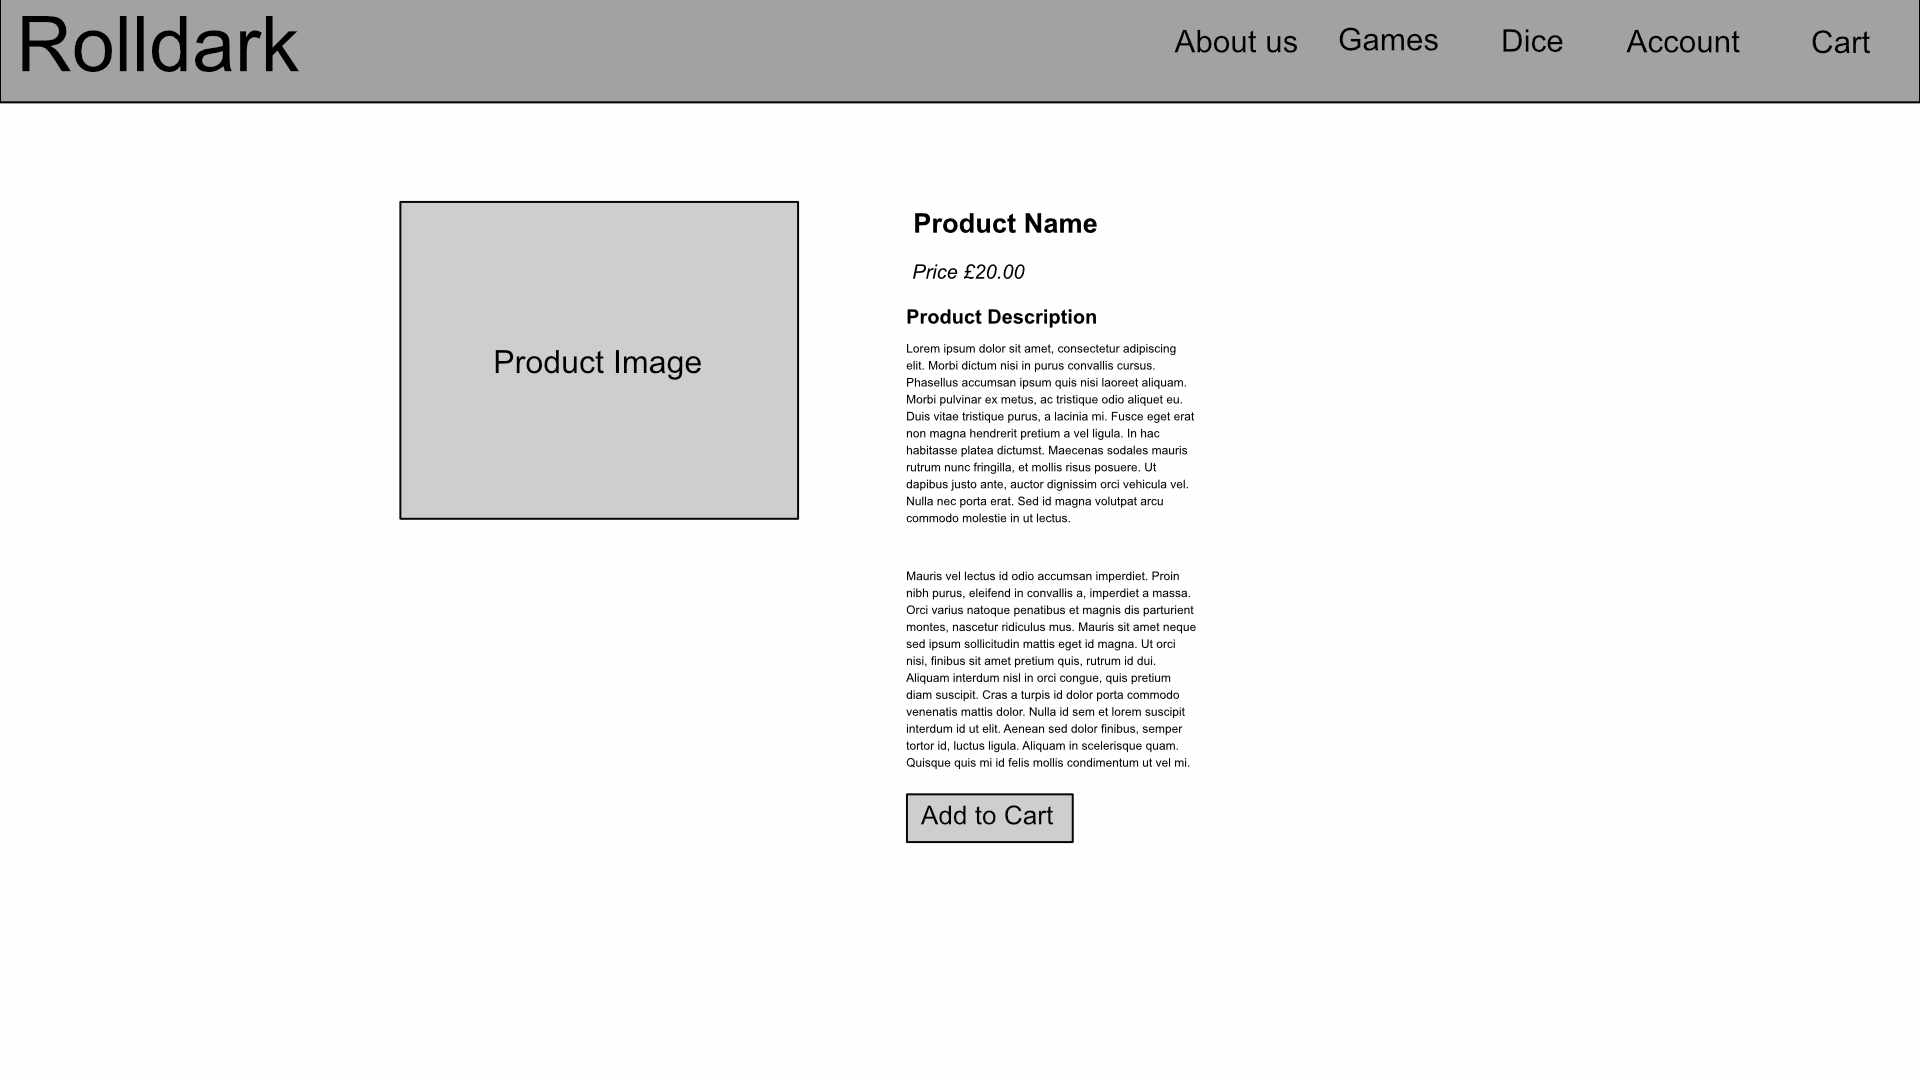 Rolldark
About us Games Dice Account Cart
Product Image
Product Name
Price £20.00
Product Description
Lorem ipsum dolor sit amet, consectetur adipiscing
elit. Morbi dictum nisi in purus convallis cursus.
Phasellus accumsan ipsum quis nisi laoreet aliquam.
Morbi pulvinar ex metus, ac tristique odio aliquet eu.
Duis vitae tristique purus, a lacinia mi. Fusce eget erat
non magna hendrerit pretium a vel ligula. In hac
habitasse platea dictumst. Maecenas sodales mauris
rutrum nunc fringilla, et mollis risus posuere. Ut
dapibus justo ante, auctor dignissim orci vehicula vel.
Nulla nec porta erat. Sed id magna volutpat arcu
commodo molestie in ut lectus.
Mauris vel lectus id odio accumsan imperdiet. Proin
nibh purus, eleifend in convallis a, imperdiet a massa.
Orci varius natoque penatibus et magnis dis parturient
montes, nascetur ridiculus mus. Mauris sit amet neque
sed ipsum sollicitudin mattis eget id magna. Ut orci
nisi, finibus sit amet pretium quis, rutrum id dui.
Aliquam interdum nisl in orci congue, quis pretium
diam suscipit. Cras a turpis id dolor porta commodo
venenatis mattis dolor. Nulla id sem et lorem suscipit
interdum id ut elit. Aenean sed dolor finibus, semper
tortor id, luctus ligula. Aliquam in scelerisque quam.
Quisque quis mi id felis mollis condimentum ut vel mi.
Add to Cart